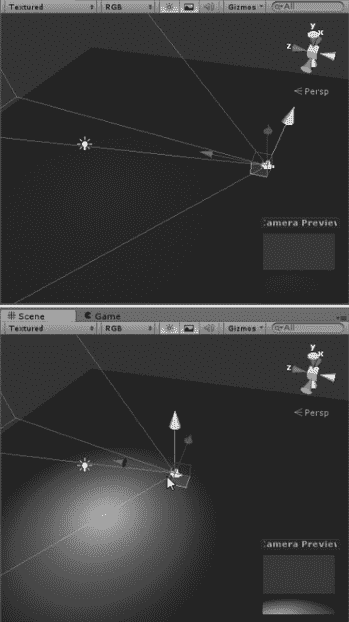 Textured RGB Gizmos All
y
x
z
Persp
amera Previe
Scene Game
Textured RGB Gizmos All
y
x
z
Persp
amera Previe